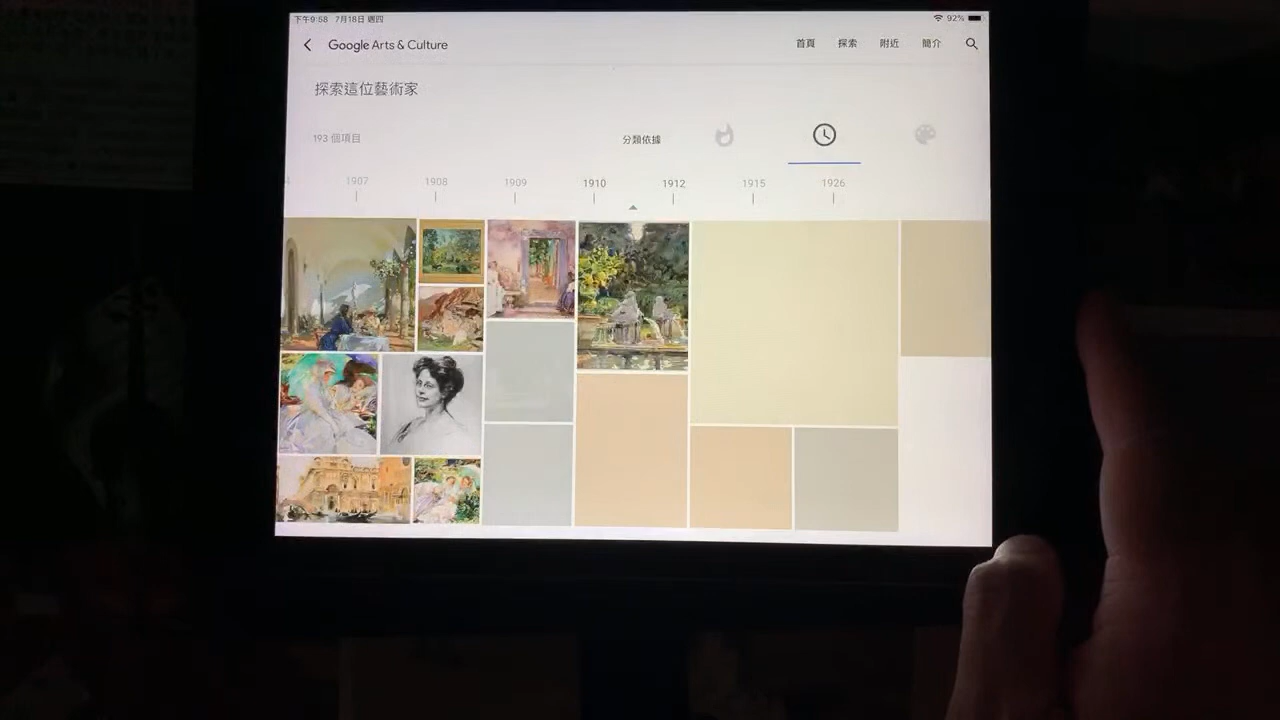 下午9:58 7月18日 週四 92%
Google Arts & Culture 首頁 探索 附近 簡介
探索這位藝術家
193 個項目 分類依據
4 1907 1908 1909 1910 1912 1915 1926